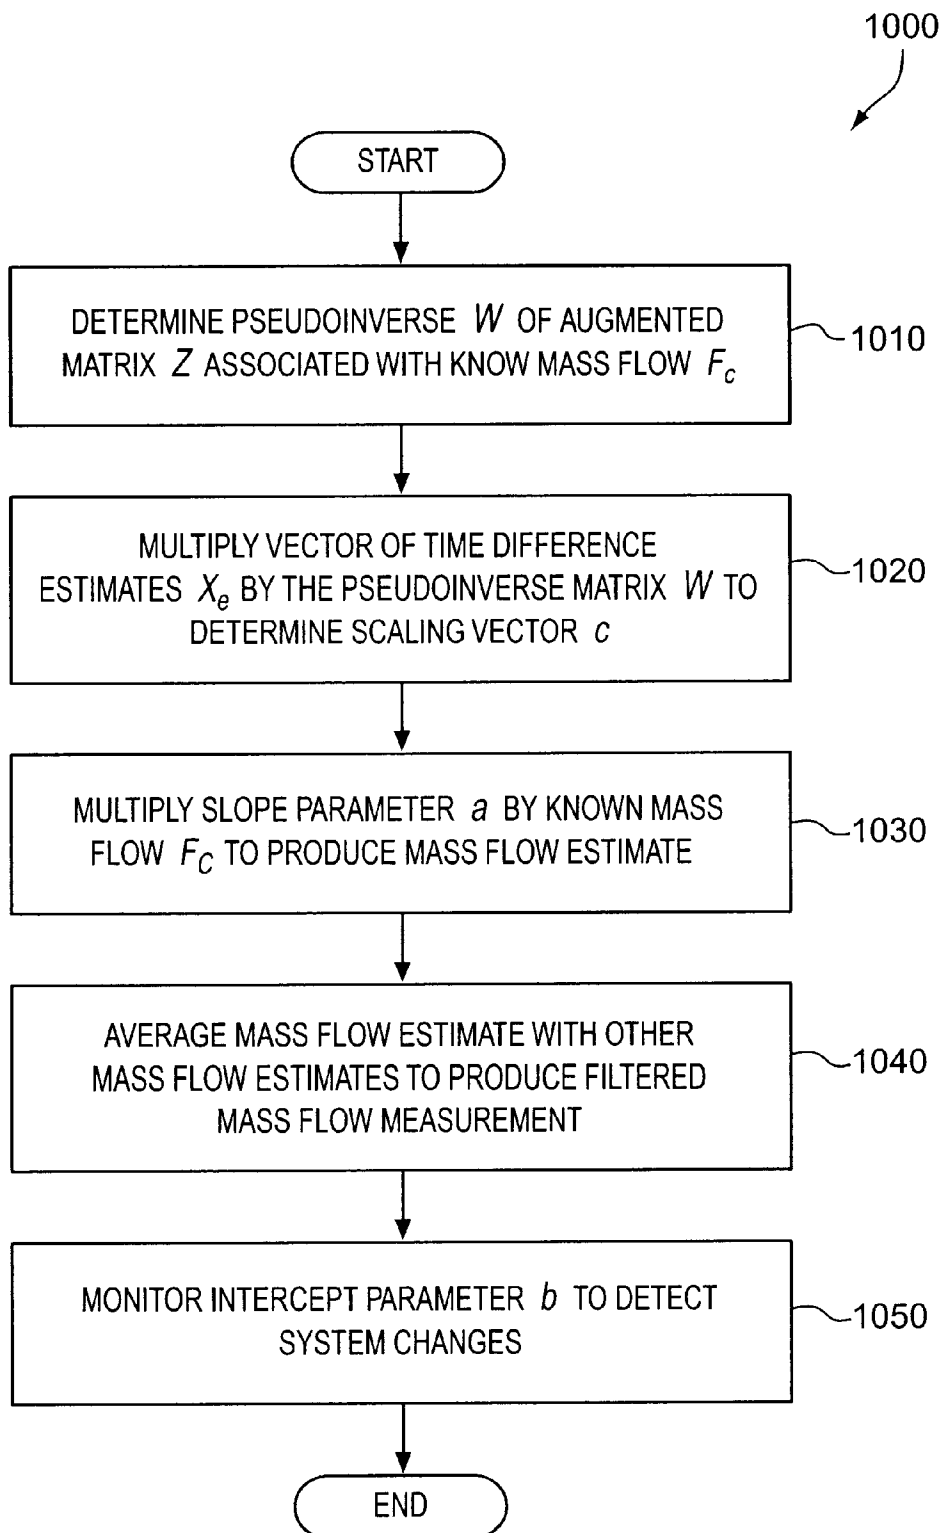 1000
START
DETERMINE PSEUDOINVERSE W OF AUGMENTED
MATRIX Z ASSOCIATED WITH KNOW MASS FLOW Fc
1010
MULTIPLY VECTOR OF TIME DIFFERENCE
ESTIMATES Xe BY THE PSEUDOINVERSE MATRIX W TO
DETERMINE SCALING VECTOR c
1020
MULTIPLY SLOPE PARAMETER a BY KNOWN MASS
FLOW FC TO PRODUCE MASS FLOW ESTIMATE
1030
AVERAGE MASS FLOW ESTIMATE WITH OTHER
MASS FLOW ESTIMATES TO PRODUCE FILTERED
MASS FLOW MEASUREMENT
1040
MONITOR INTERCEPT PARAMETER b TO DETECT
SYSTEM CHANGES
1050
END